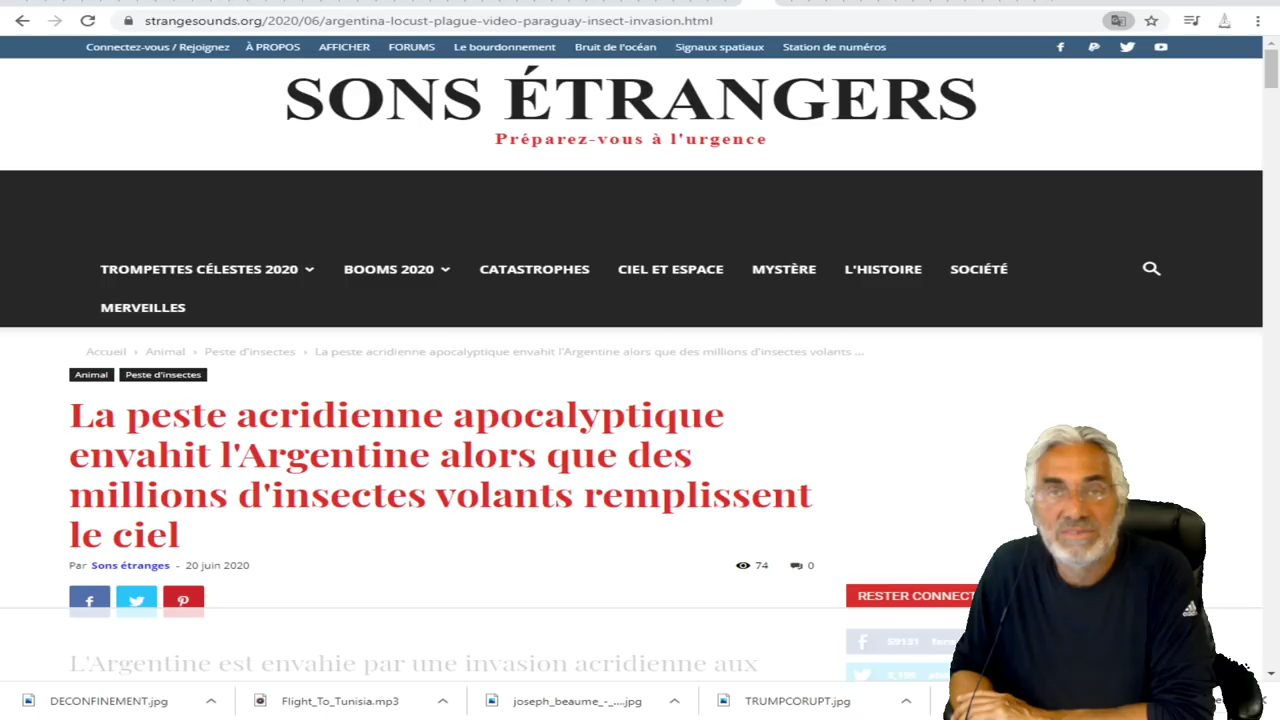 strangesounds.org/2020/06/argentina-locust-plague-video-paraguay-insect-invasion.html
Connectez-vous / Rejoignez À PROPOS AFFICHER FORUMS Le bourdonnement Bruit de l'océan Signaux spatiaux Station de numéros
SONS ÉTRANGERS
Préparez-vous à l'urgence
TROMPETTES CÉLESTES 2020 BOOMS 2020 CATASTROPHES CIEL ET ESPACE MYSTÈRE L'HISTOIRE SOCIÉTÉ
MERVEILLES
Accueil › Animal › Peste d'insectes › La peste acridienne apocalyptique envahit l'Argentine alors que des millions d'insectes volants ...
Animal Peste d'insectes
La peste acridienne apocalyptique
envahit l'Argentine alors que des
millions d'insectes volants remplissent
le ciel
Par Sons étranges - 20 juin 2020 74 0
RESTER CONNECT
59131
L'Argentine est envahie par une invasion acridienne aux
2,195
DECONFINEMENT.jpg Flight_To_Tunisia.mp3 joseph_beaume_-_....jpg TRUMPCORUPT.jpg